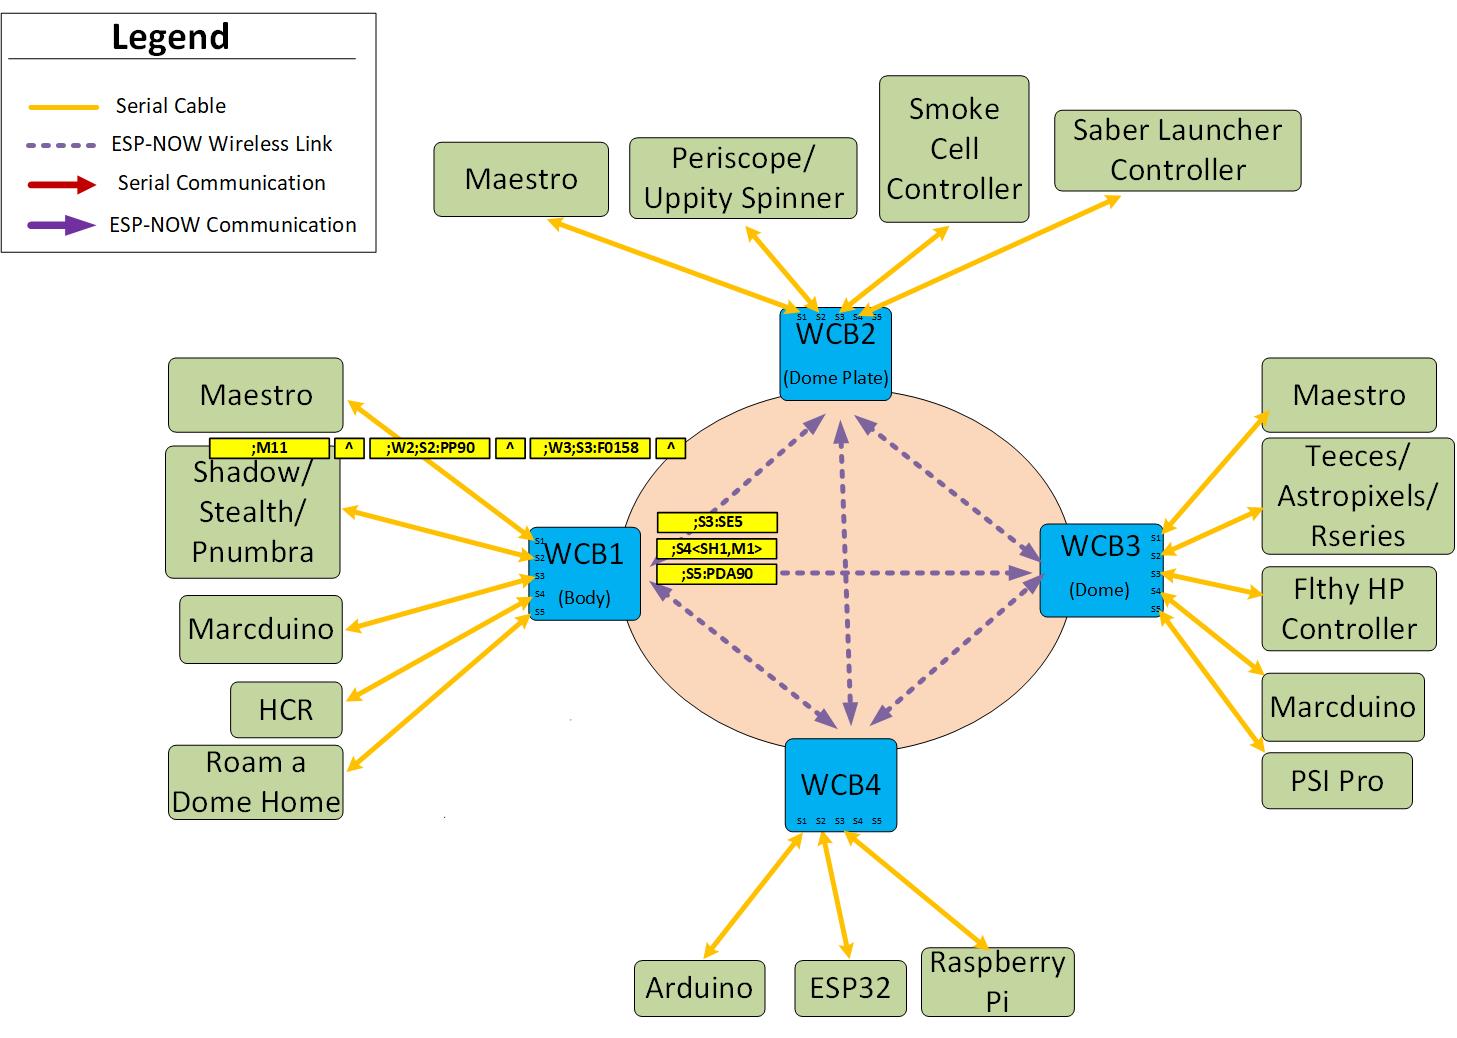 Legend
Serial Cable
ESP-NOW Wireless Link
Serial Communication
ESP-NOW Communication
Maestro
Periscope/
Uppity Spinner
Smoke
Cell
Controller
Saber Launcher
Controller
S1 S2 S3 S4 S5
WCB2
(Dome Plate)
Maestro
;M11 ^ ;W2;S2:PP90 ^ ;W3;S3:F0158 ^
Shadow/
Stealth/
Pnumbra
Marcduino
HCR
Roam a
Dome Home
S1
S2
S3
S4
S5
WCB1
(Body)
;S3:SE5
;S4<SH1,M1>
;S5:PDA90
WCB3
(Dome)
S1
S2
S3
S4
S5
Maestro
Teeces/
Astropixels/
Rseries
Flthy HP
Controller
Marcduino
PSI Pro
WCB4
S1 S2 S3 S4 S5
Arduino
ESP32
Raspberry
Pi